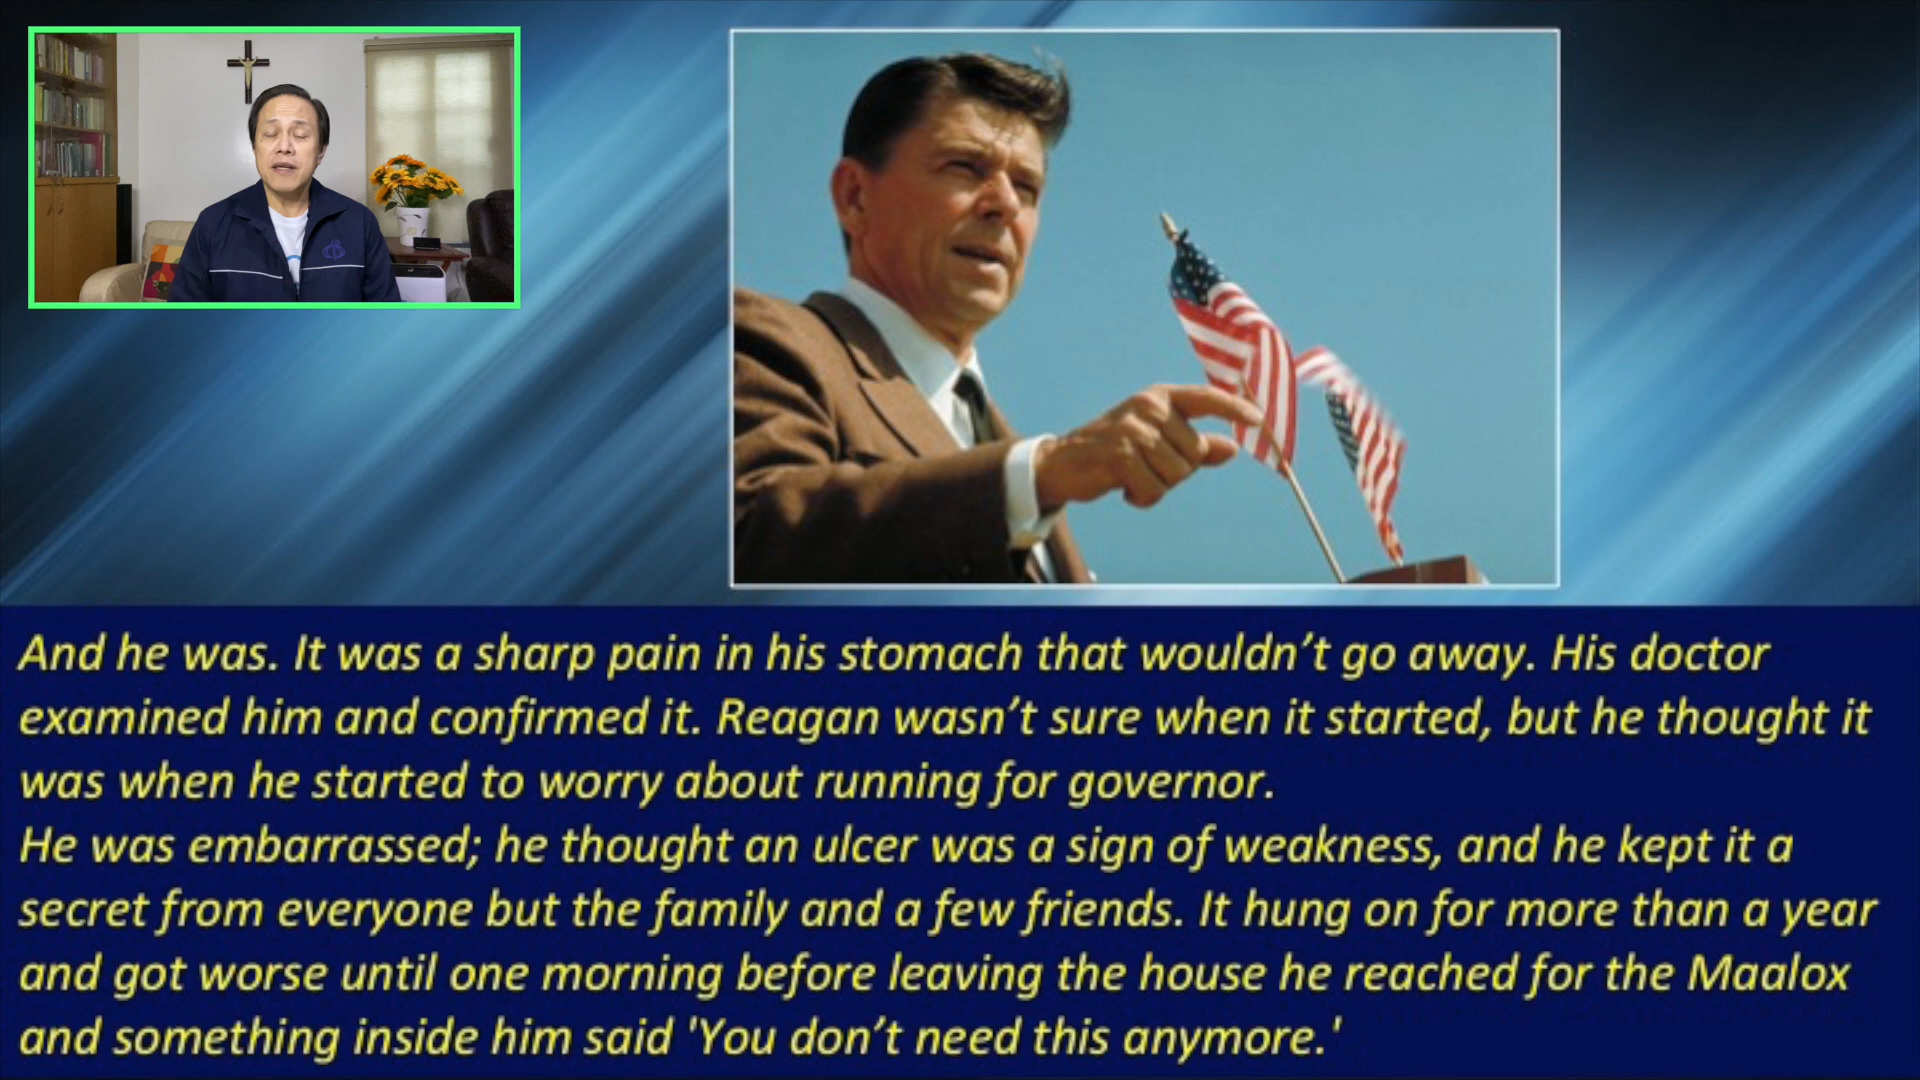 And he was. It was a sharp pain in his stomach that wouldn’t go away. His doctor
examined him and confirmed it. Reagan wasn’t sure when it started, but he thought it
was when he started to worry about running for governor.
He was embarrassed; he thought an ulcer was a sign of weakness, and he kept it a
secret from everyone but the family and a few friends. It hung on for more than a year
and got worse until one morning before leaving the house he reached for the Maalox
and something inside him said 'You don’t need this anymore.'